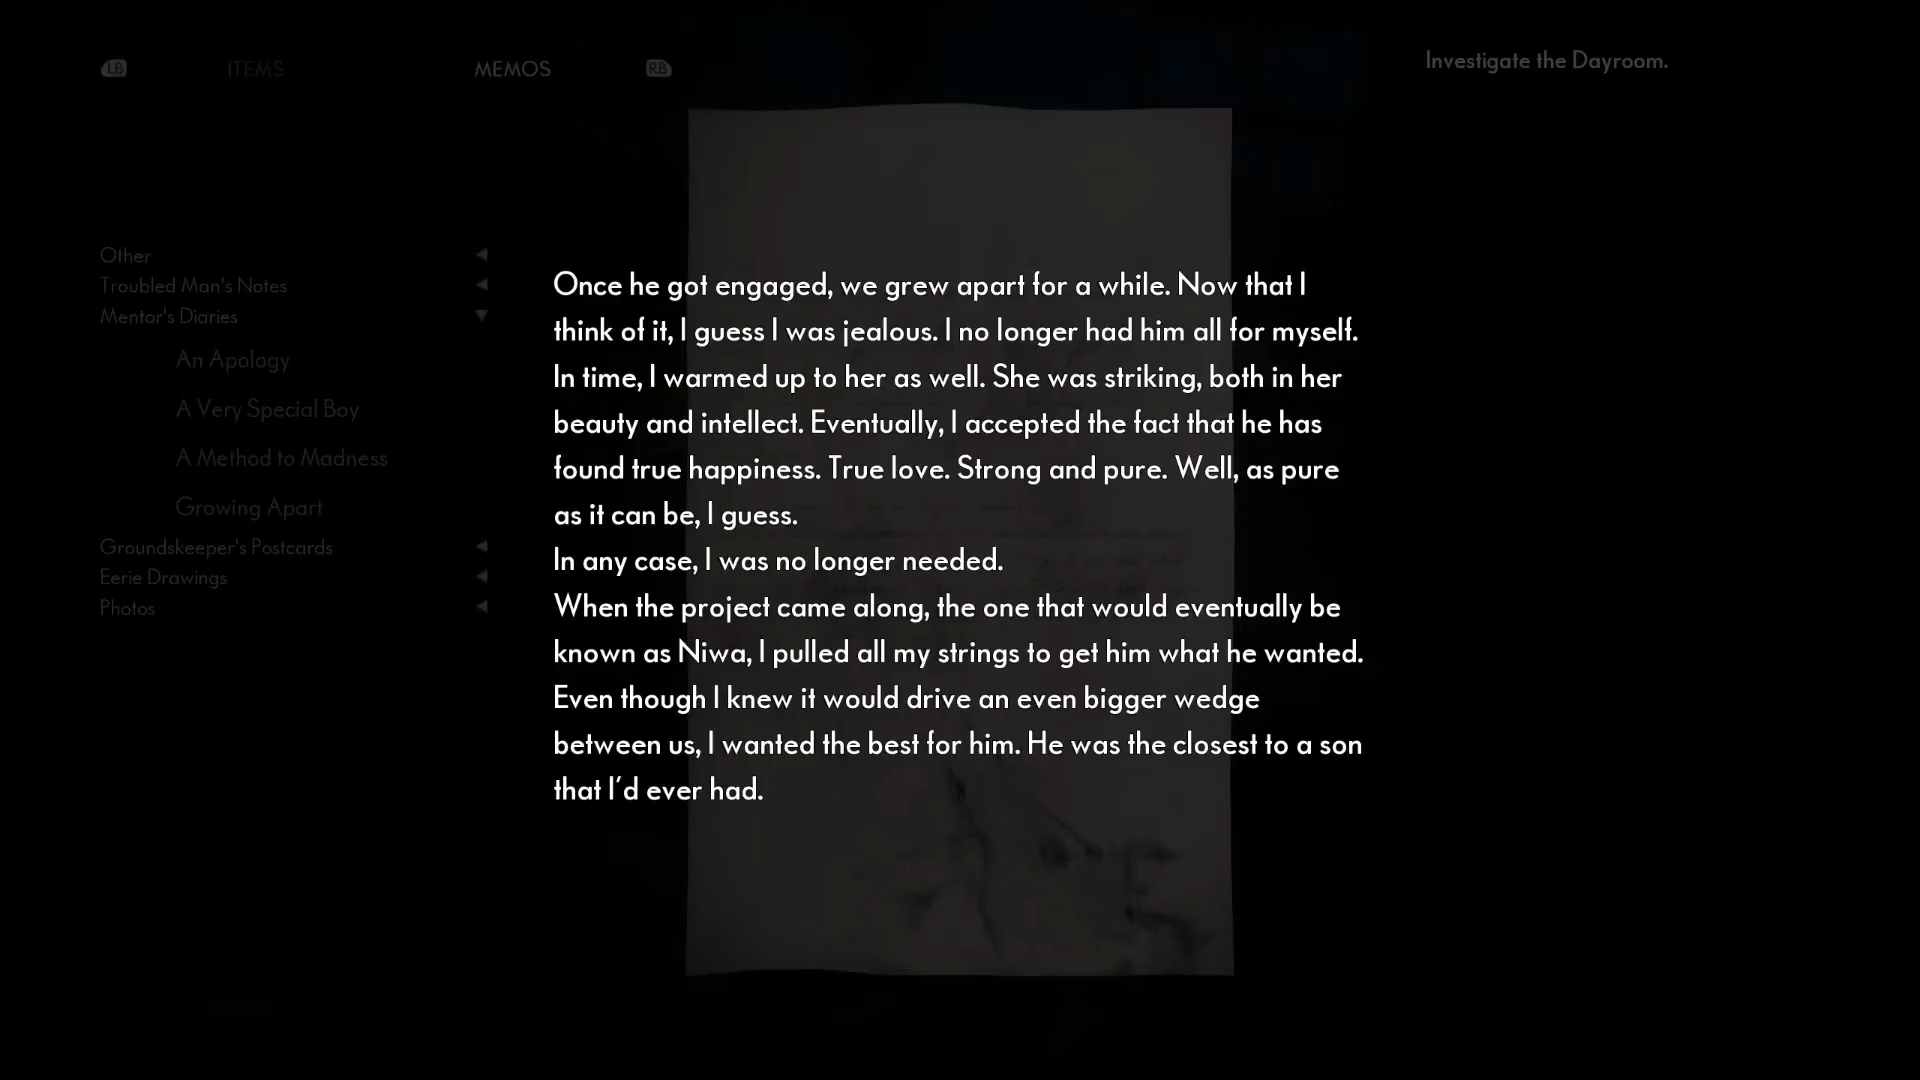 LB
ITEMS
MEMOS
RB
Investigate the Dayroom.
Other
Troubled Man's Notes
Mentor's Diaries
An Apology
A Very Special Boy
A Method to Madness
Growing Apart
Groundskeeper's Postcards
Eerie Drawings
Photos
Once he got engaged, we grew apart for a while. Now that I
think of it, I guess I was jealous. I no longer had him all for myself.
In time, I warmed up to her as well. She was striking, both in her
beauty and intellect. Eventually, I accepted the fact that he has
found true happiness. True love. Strong and pure. Well, as pure
as it can be, I guess.
In any case, I was no longer needed.
When the project came along, the one that would eventually be
known as Niwa, I pulled all my strings to get him what he wanted.
Even though I knew it would drive an even bigger wedge
between us, I wanted the best for him. He was the closest to a son
that I'd ever had.